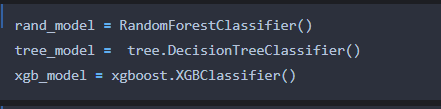 rand_model = RandomForestClassifier()
tree_model =  tree.DecisionTreeClassifier()
xgb_model = xgboost.XGBClassifier()